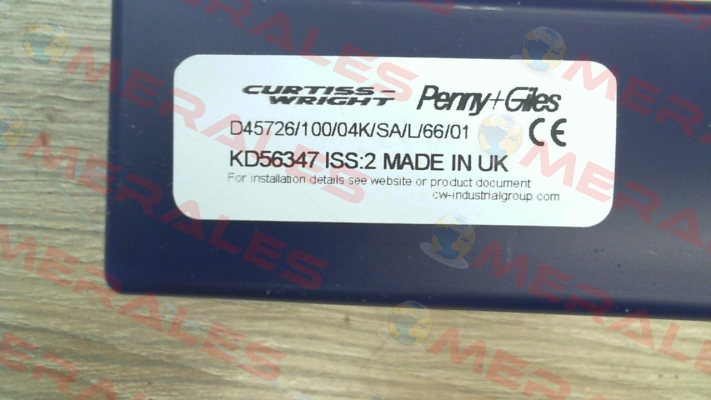 CURTISS-
WRIGHT Penny+Giles
D45726/100/04K/SA/L/66/01 CE
KD56347 ISS:2 MADE IN UK
For installation details see website or product document
cw-industrialgroup.com
MERALES
MERALES
MERALES
MERALES
MERALES